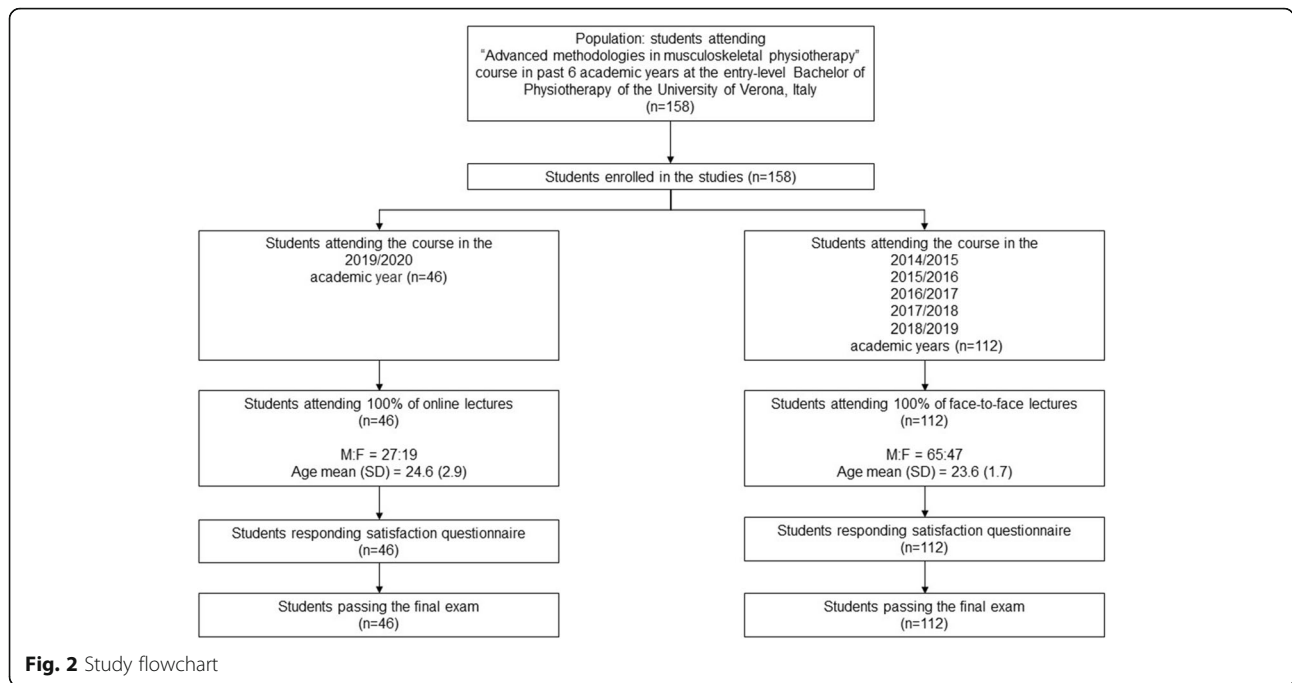 Population: students attending
“Advanced methodologies in musculoskeletal physiotherapy”
course in past 6 academic years at the entry-level Bachelor of
Physiotherapy of the University of Verona, Italy
(n=158)
Students enrolled in the studies (n=158)
Students attending the course in the
2019/2020
academic year (n=46)
Students attending the course in the
2014/2015
2015/2016
2016/2017
2017/2018
2018/2019
academic years (n=112)
Students attending 100% of online lectures
(n=46)
M:F = 27:19
Age mean (SD) = 24.6 (2.9)
Students attending 100% of face-to-face lectures
(n=112)
M:F = 65:47
Age mean (SD) = 23.6 (1.7)
Students responding satisfaction questionnaire
(n=46)
Students responding satisfaction questionnaire
(n=112)
Students passing the final exam
(n=46)
Students passing the final exam
(n=112)
Fig. 2 Study flowchart